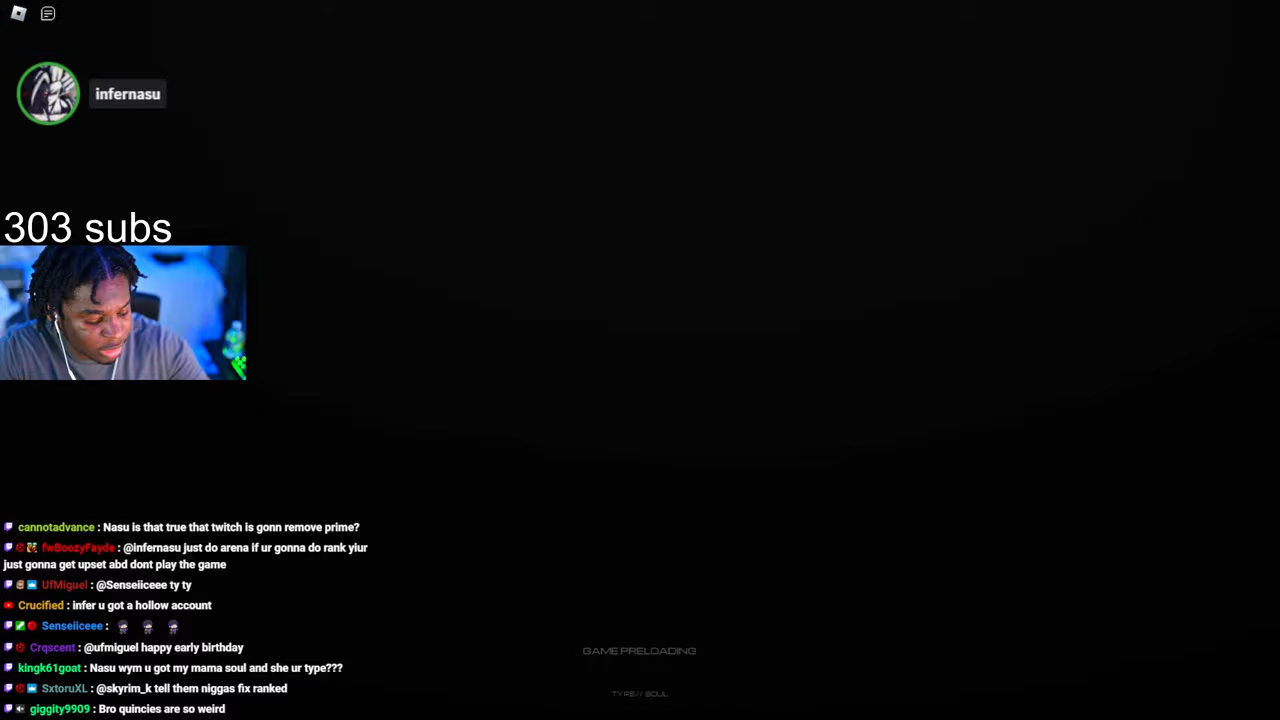 infernasu
303 subs
cannotadvance : Nasu is that true that twitch is gonn remove prime?
fwBoozyFayde : @infernasu just do arena if ur gonna do rank yiur
just gonna get upset abd dont play the game
UfMiguel : @Senseiiceee ty ty
Crucified : infer u got a hollow account
Senseiiceee :
Crqscent : @ufmiguel happy early birthday
kingk61goat : Nasu wym u got my mama soul and she ur type???
SxtoruXL : @skyrim_k tell them niggas fix ranked
giggity9909 : Bro quincies are so weird
GAME PRELOADING
TYPE// SOUL